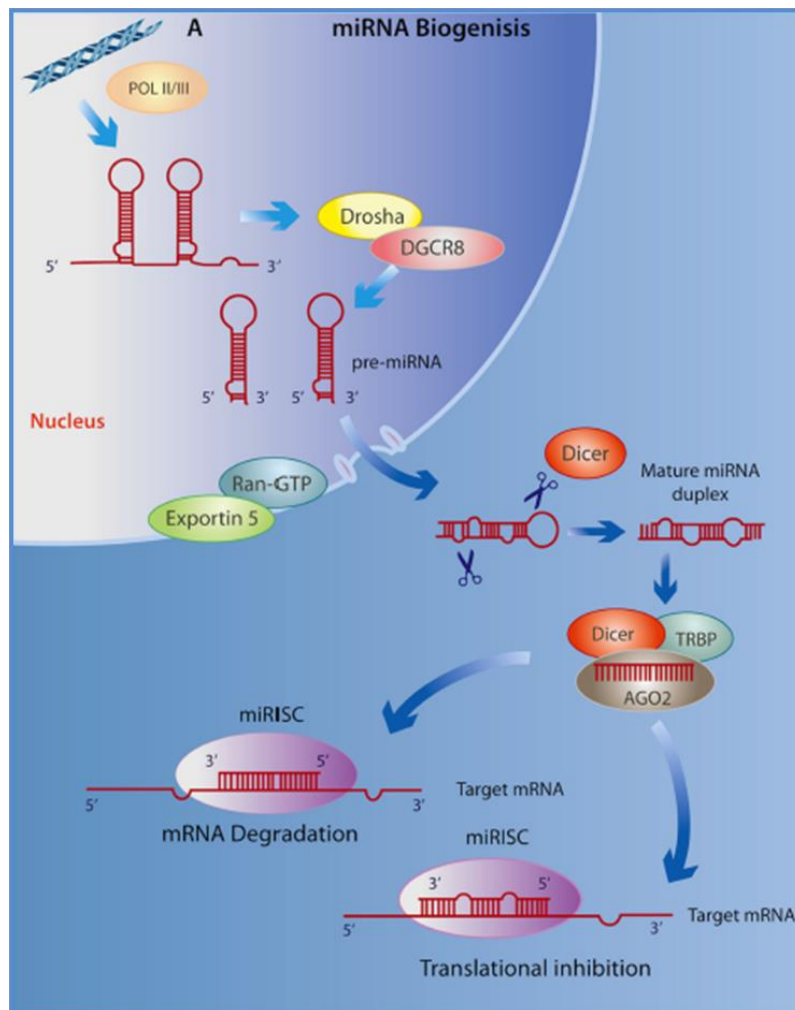 A
miRNA Biogenisis
POL II/III
Drosha
DGCR8
5’
3’
pre-miRNA
5’
3’
5’
3’
Nucleus
Ran-GTP
Exportin 5
Dicer
Mature miRNA
duplex
Dicer
TRBP
AGO2
miRISC
3’
5’
5’
3’
Target mRNA
mRNA Degradation
miRISC
3’
5’
5’
3’
Target mRNA
Translational inhibition